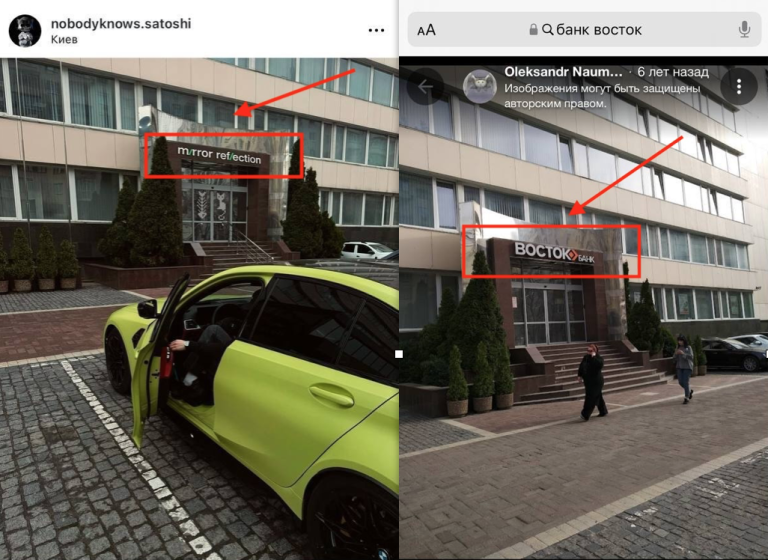 nobodyknows.satoshi
Киев
mirror reflection
AA
банк восток
Oleksandr Naum... · 6 лет назад
Изображения могут быть защищены
авторским правом.
ВОСТОК БАНК